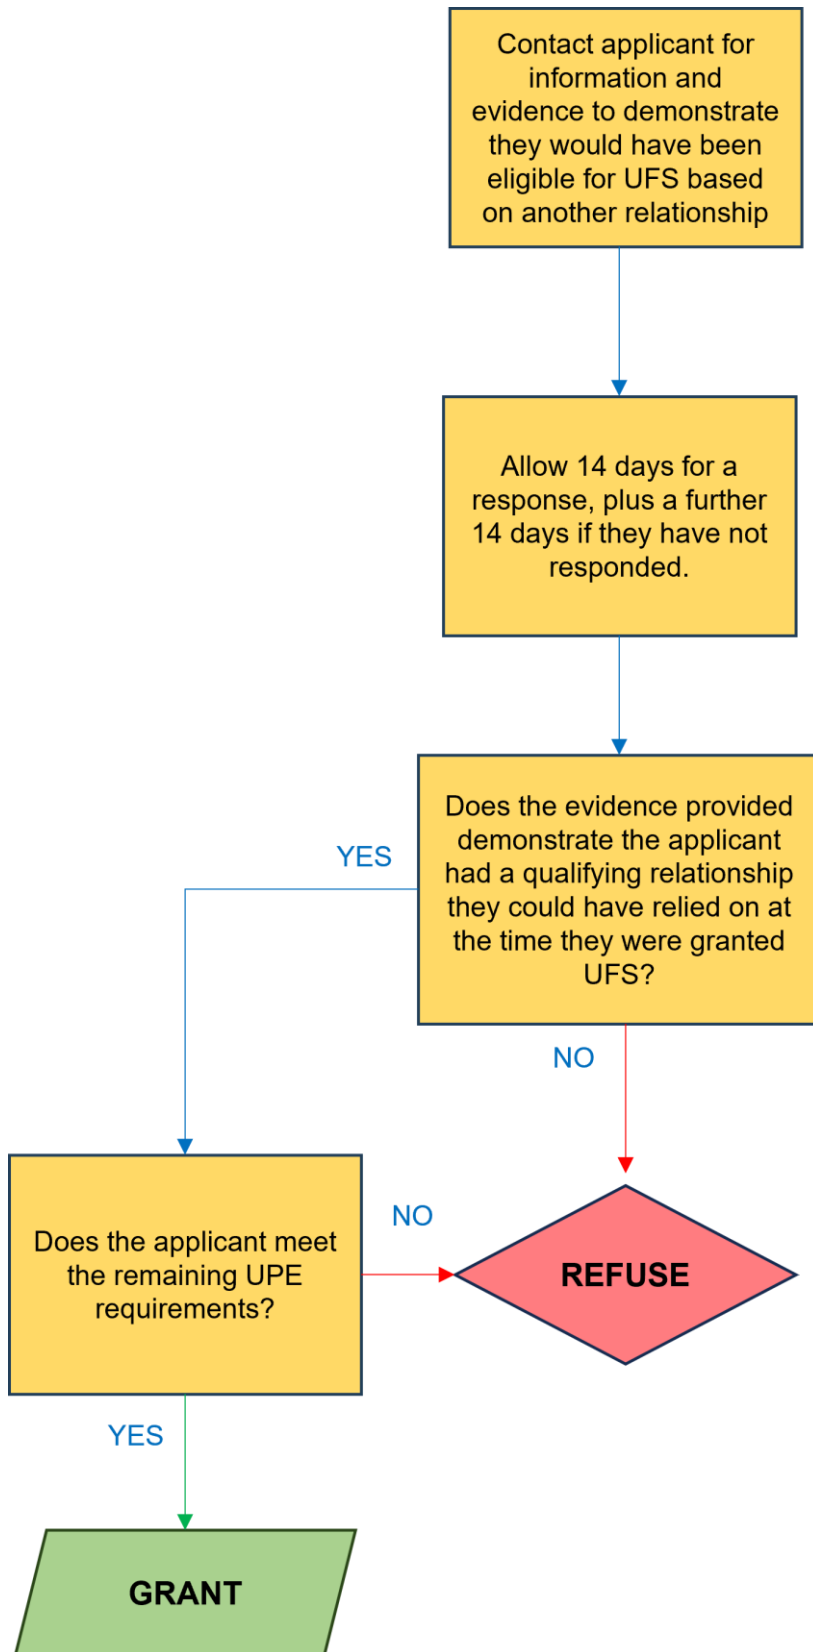 Contact applicant for
information and
evidence to demonstrate
they would have been
eligible for UFS based
on another relationship
Allow 14 days for a
response, plus a further
14 days if they have not
responded.
Does the evidence provided
demonstrate the applicant
had a qualifying relationship
they could have relied on at
the time they were granted
UFS?
YES
NO
Does the applicant meet
the remaining UPE
requirements?
NO
REFUSE
YES
GRANT